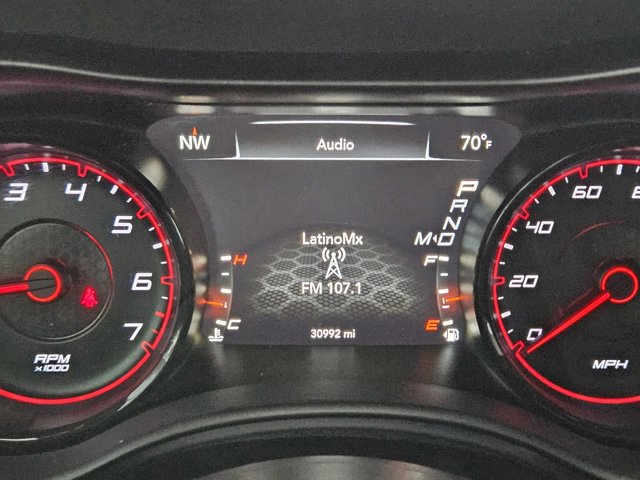 NW
Audio
70°F
3
4
5
6
7
RPM
x1000
P
R
N
M◂D
LatinoMx
FM 107.1
30992 mi
H
C
F
E
0
20
40
60
8
MPH